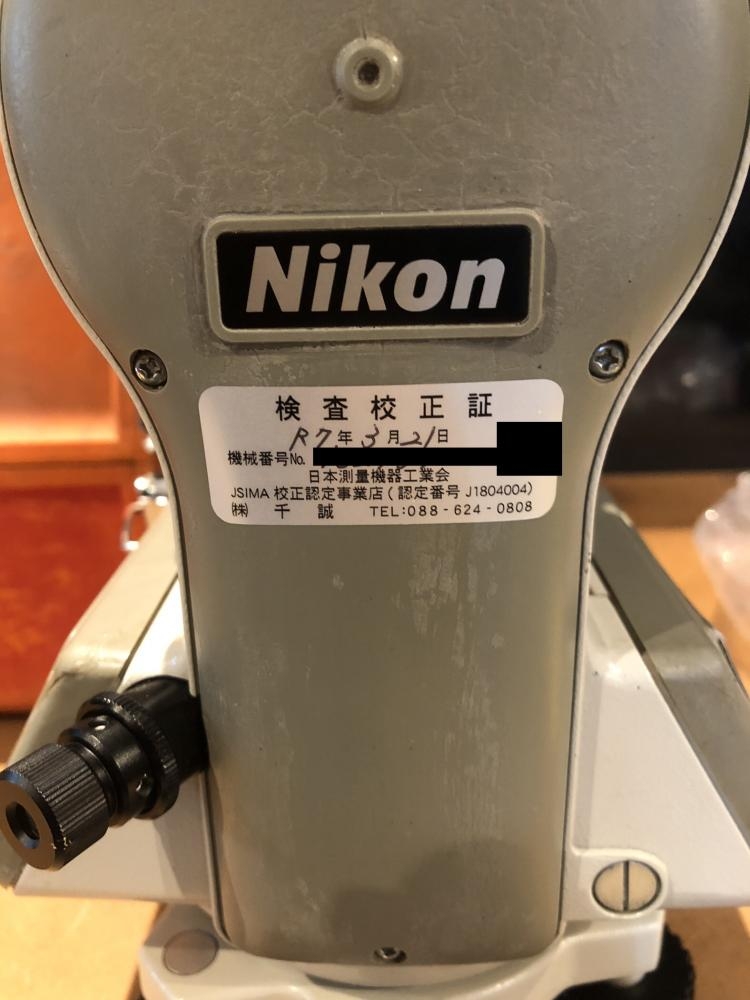 Nikon
検査校正証
R7年3月21日
機械番号No.
日本測量機器工業会
JSIMA 校正認定事業店(認定番号 J1804004)
㈱ 千誠 TEL:088-624-0808